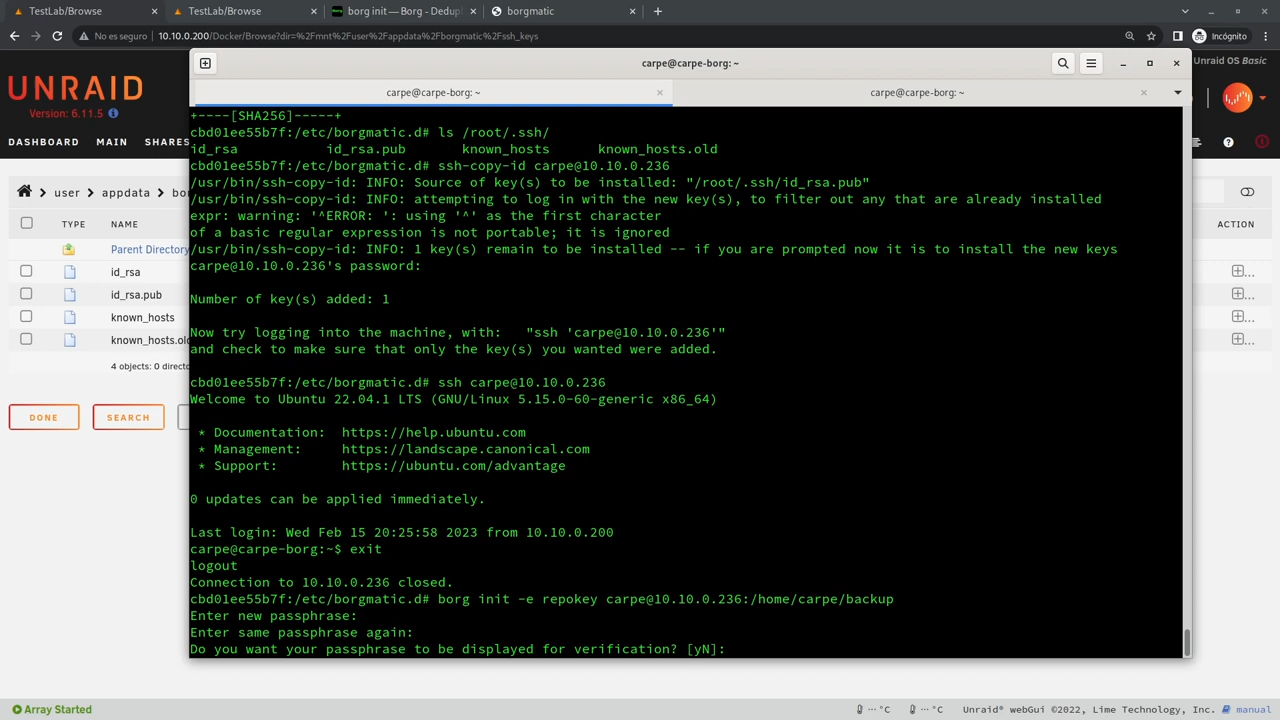 TestLab/Browse
TestLab/Browse
borg init — Borg - Dedup
borgmatic
No es seguro
10.10.0.200/Docker/Browse?dir=%2Fmnt%2Fuser%2Fappdata%2Fborgmatic%2Fssh_keys
Incógnito
UNRAID
Version: 6.11.5
Unraid OS Basic
DASHBOARD MAIN SHARES
user appdata bo
TYPE NAME
ACTION
Parent Directory
id_rsa
id_rsa.pub
known_hosts
known_hosts.old
4 objects: 0 directo
DONE
SEARCH
carpe@carpe-borg: ~
carpe@carpe-borg: ~
carpe@carpe-borg: ~
+----[SHA256]-----+
cbd01ee55b7f:/etc/borgmatic.d# ls /root/.ssh/
id_rsa id_rsa.pub known_hosts known_hosts.old
cbd01ee55b7f:/etc/borgmatic.d# ssh-copy-id carpe@10.10.0.236
/usr/bin/ssh-copy-id: INFO: Source of key(s) to be installed: "/root/.ssh/id_rsa.pub"
/usr/bin/ssh-copy-id: INFO: attempting to log in with the new key(s), to filter out any that are already installed
expr: warning: '^ERROR: ': using '^' as the first character
of a basic regular expression is not portable; it is ignored
/usr/bin/ssh-copy-id: INFO: 1 key(s) remain to be installed -- if you are prompted now it is to install the new keys
carpe@10.10.0.236's password:
Number of key(s) added: 1
Now try logging into the machine, with: "ssh 'carpe@10.10.0.236'"
and check to make sure that only the key(s) you wanted were added.
cbd01ee55b7f:/etc/borgmatic.d# ssh carpe@10.10.0.236
Welcome to Ubuntu 22.04.1 LTS (GNU/Linux 5.15.0-60-generic x86_64)
* Documentation: https://help.ubuntu.com
* Management: https://landscape.canonical.com
* Support: https://ubuntu.com/advantage
0 updates can be applied immediately.
Last login: Wed Feb 15 20:25:58 2023 from 10.10.0.200
carpe@carpe-borg:~$ exit
logout
Connection to 10.10.0.236 closed.
cbd01ee55b7f:/etc/borgmatic.d# borg init -e repokey carpe@10.10.0.236:/home/carpe/backup
Enter new passphrase:
Enter same passphrase again:
Do you want your passphrase to be displayed for verification? [yN]:
Array Started
··· °C
··· °C
Unraid® webGui ©2022, Lime Technology, Inc.
manual